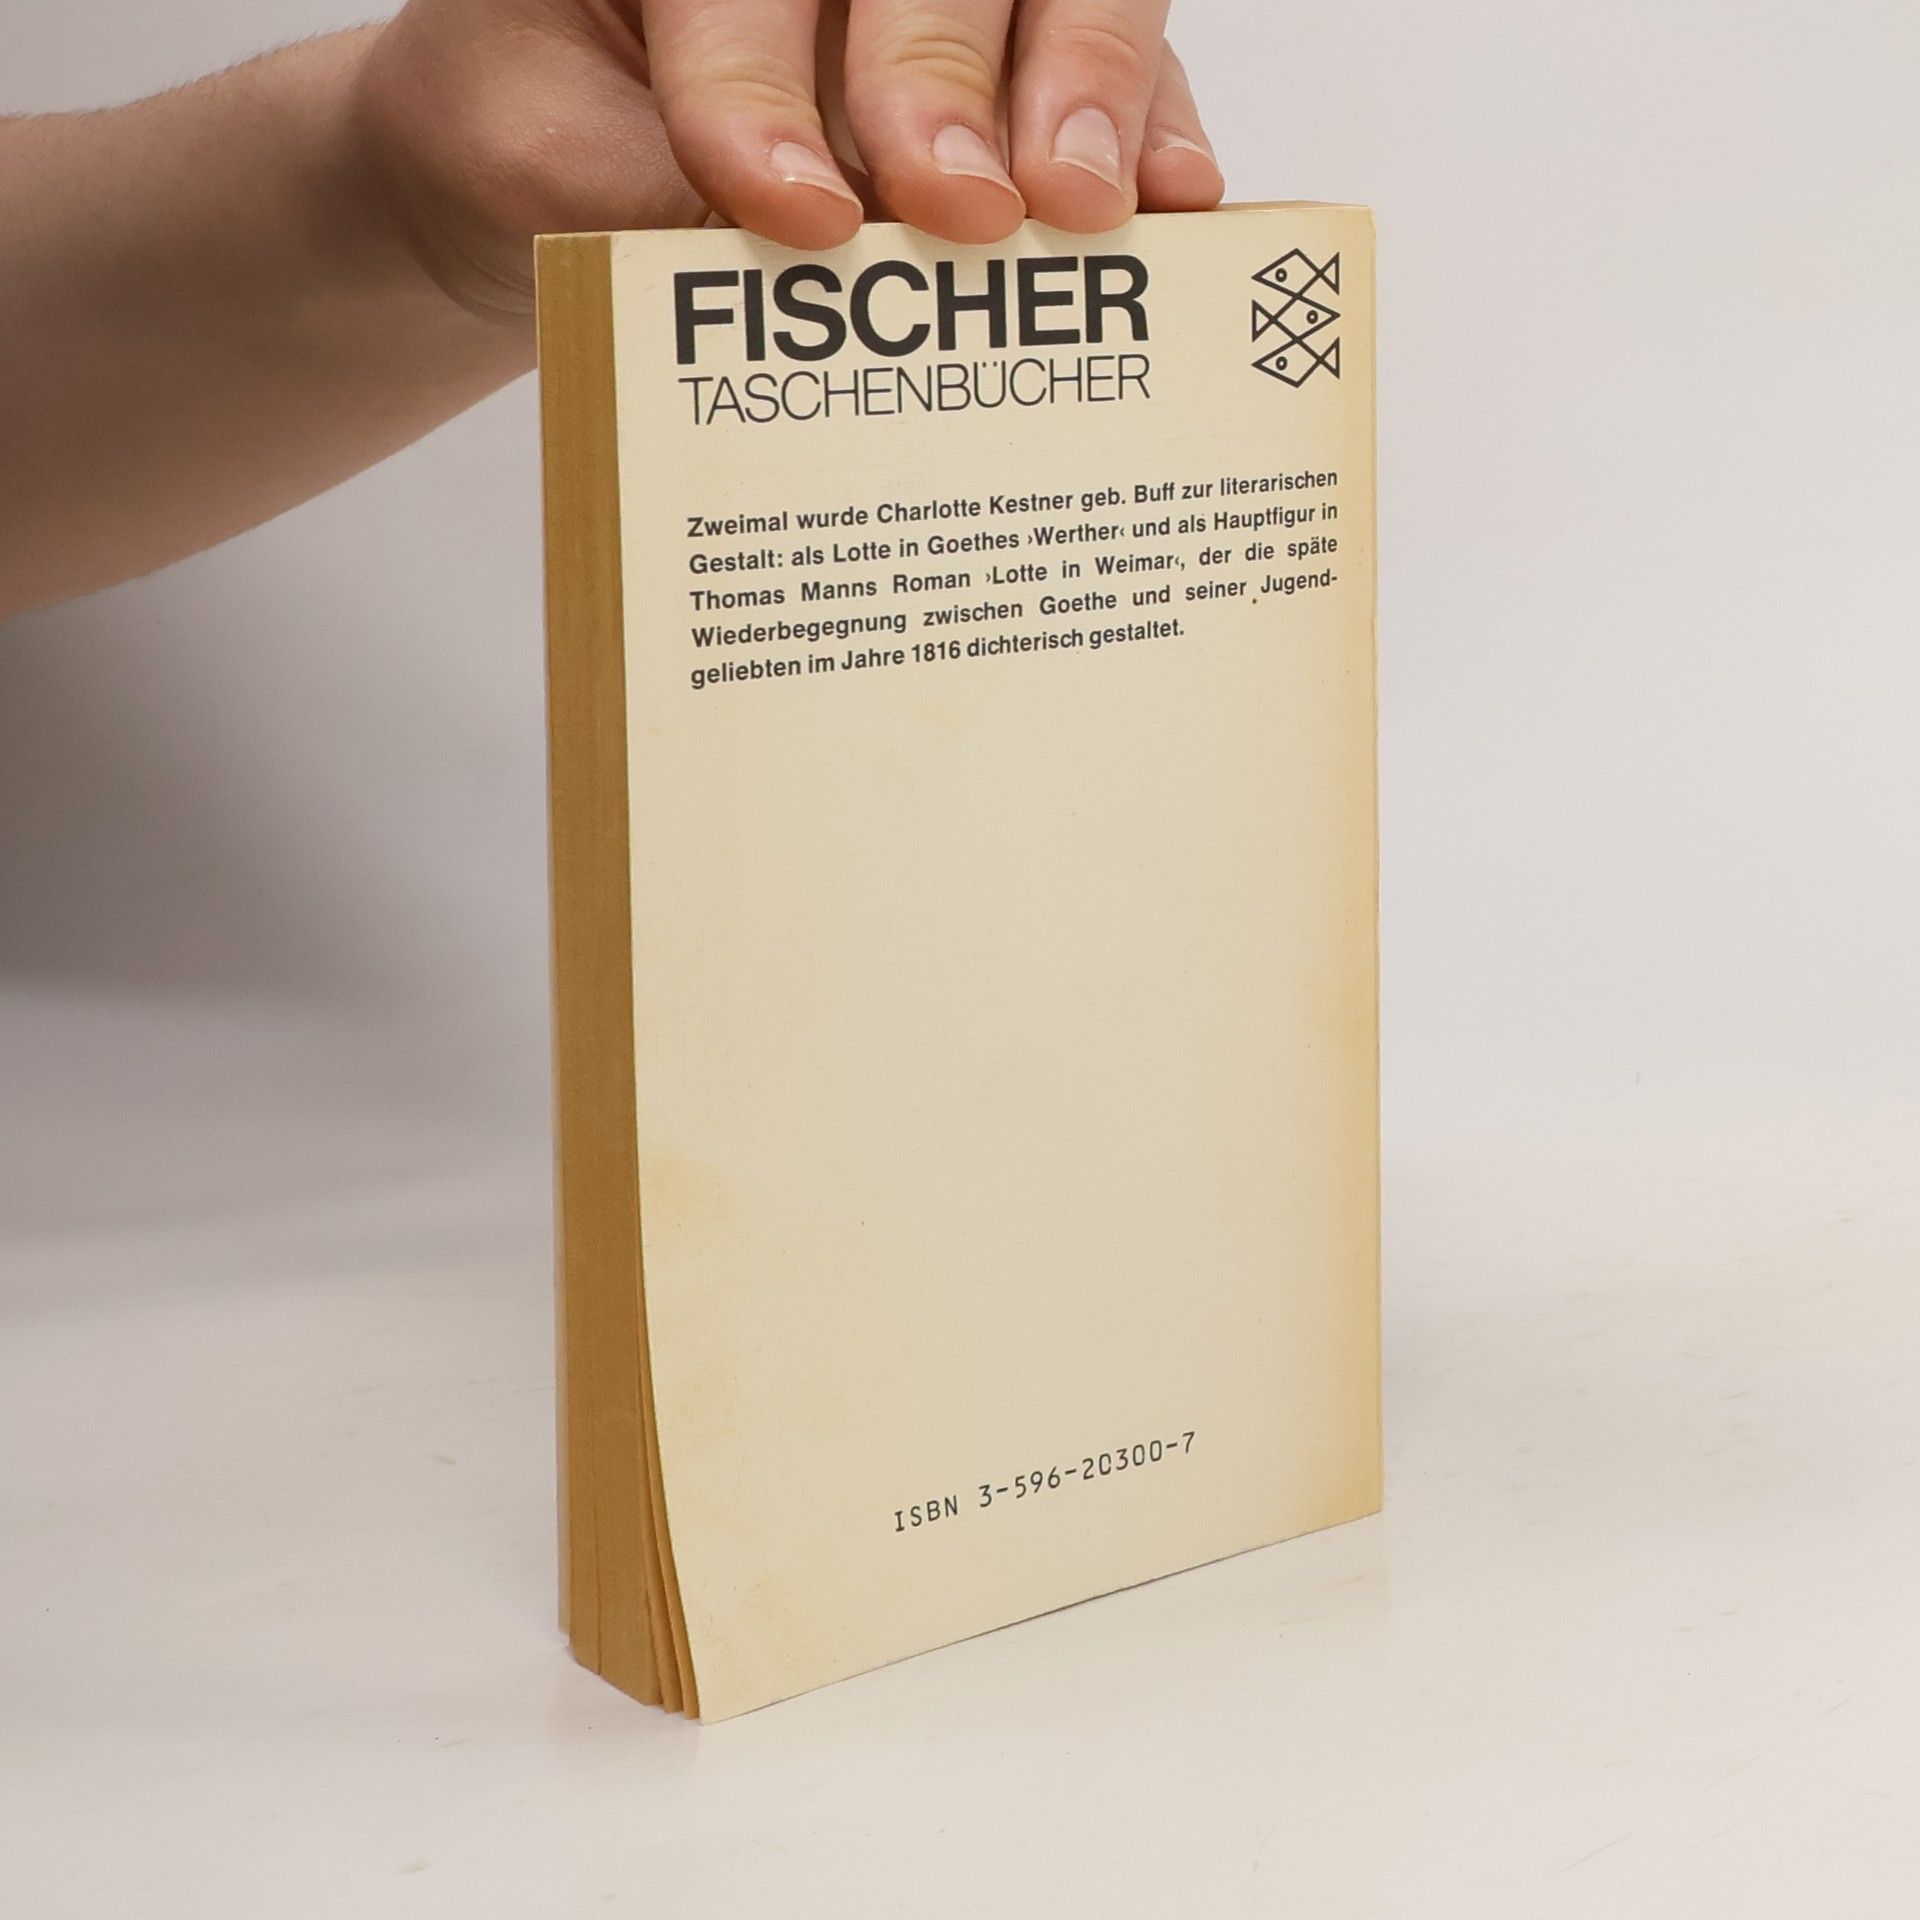 FISCHER
TASCHENBÜCHER
Zweimal wurde Charlotte Kestner geb. Buff zur literarischen
Gestalt: als Lotte in Goethes ›Werther‹ und als Hauptfigur in
Thomas Manns Roman ›Lotte in Weimar‹, der die späte
Wiederbegegnung zwischen Goethe und seiner Jugend-
geliebten im Jahre 1816 dichterisch gestaltet.
ISBN 3-596-20300-7